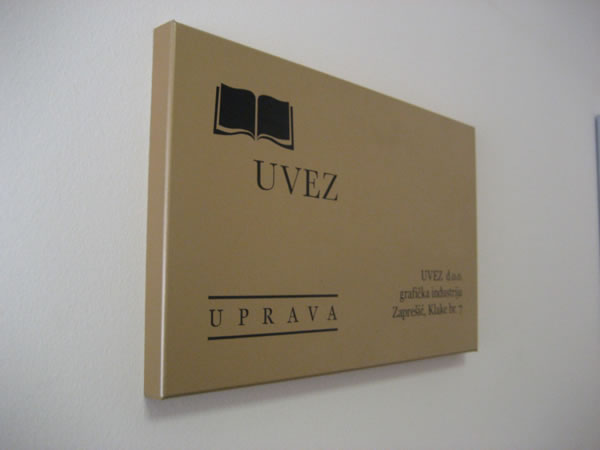 UVEZ
UPRAVA
UVEZ d.o.o.
grafička industrija
Zaprešić, Klake br. 7